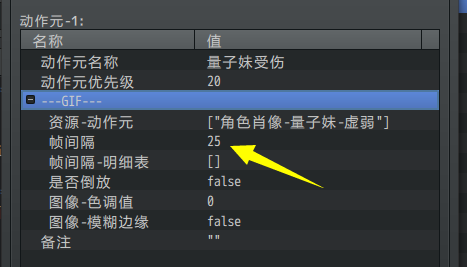 动作元-1:
名称 值
动作元名称 量子妹受伤
动作元优先级 20
---GIF---
资源-动作元 ["角色肖像-量子妹-虚弱"]
帧间隔 25
帧间隔-明细表 []
是否倒放 false
图像-色调值 0
图像-模糊边缘 false
备注 ""